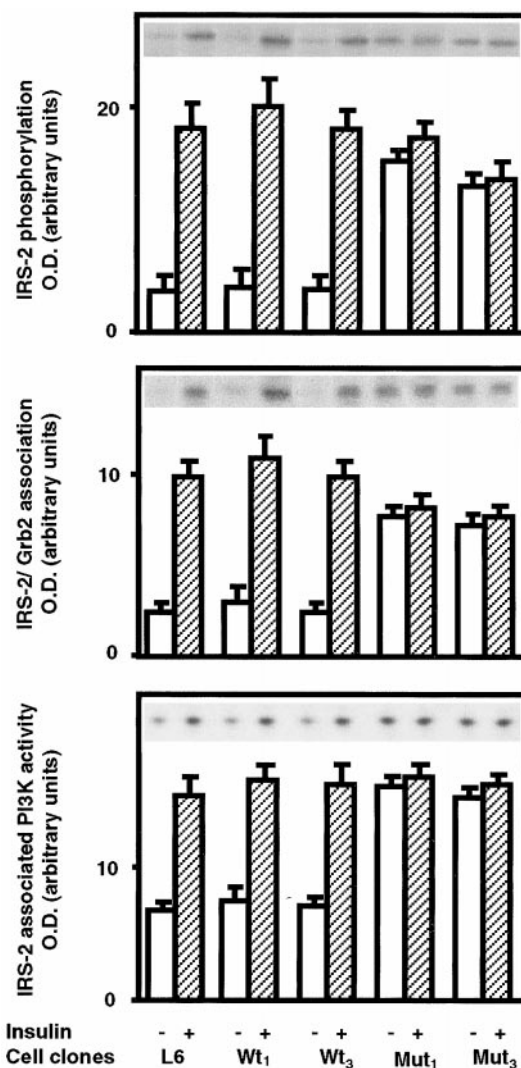 IRS-2 phosphorylation
O.D. (arbitrary units)
20
0
IRS-2/ Grb2 association
O.D. (arbitrary units)
10
0
IRS-2 associated PI3K activity
O.D. (arbitrary units)
10
0
Insulin - + - + - + - + - +
Cell clones L6 Wt1 Wt3 Mut1 Mut3